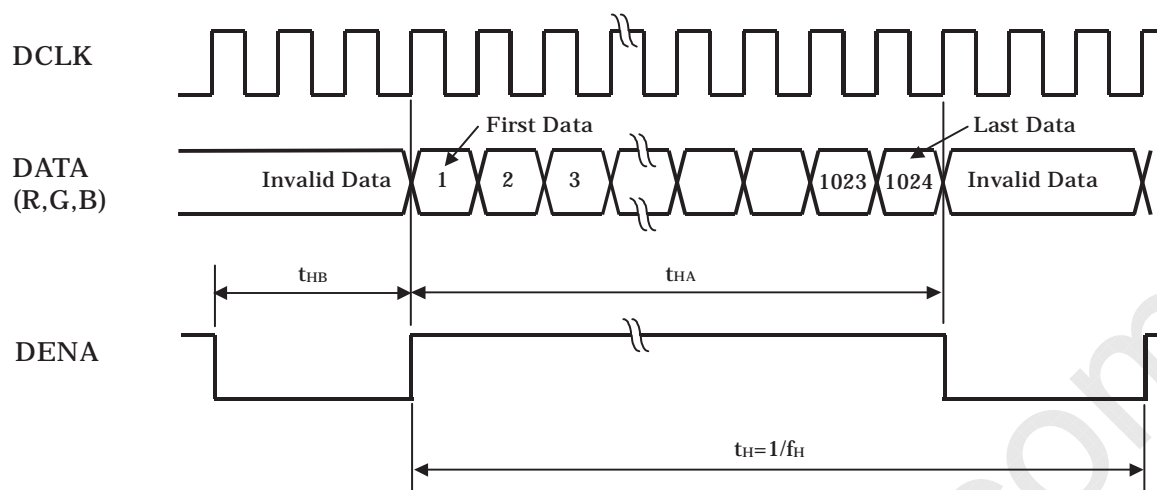 DCLK
First Data
Last Data
DATA
(R,G,B)
Invalid Data
1
2
3
1023
1024
Invalid Data
tHB
tHA
DENA
tH=1/fH
com